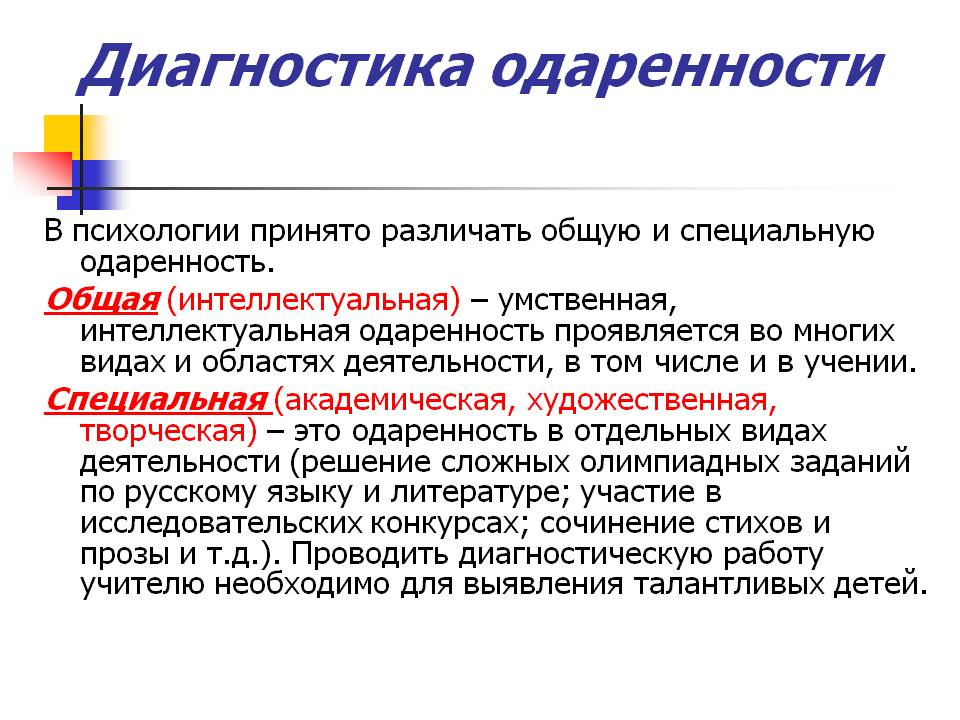 Диагностика одаренности
В психологии принято различать общую и специальную
одаренность.
Общая (интеллектуальная) – умственная,
интеллектуальная одаренность проявляется во многих
видах и областях деятельности, в том числе и в учении.
Специальная (академическая, художественная,
творческая) – это одаренность в отдельных видах
деятельности (решение сложных олимпиадных заданий
по русскому языку и литературе; участие в
исследовательских конкурсах; сочинение стихов и
прозы и т.д.). Проводить диагностическую работу
учителю необходимо для выявления талантливых детей.